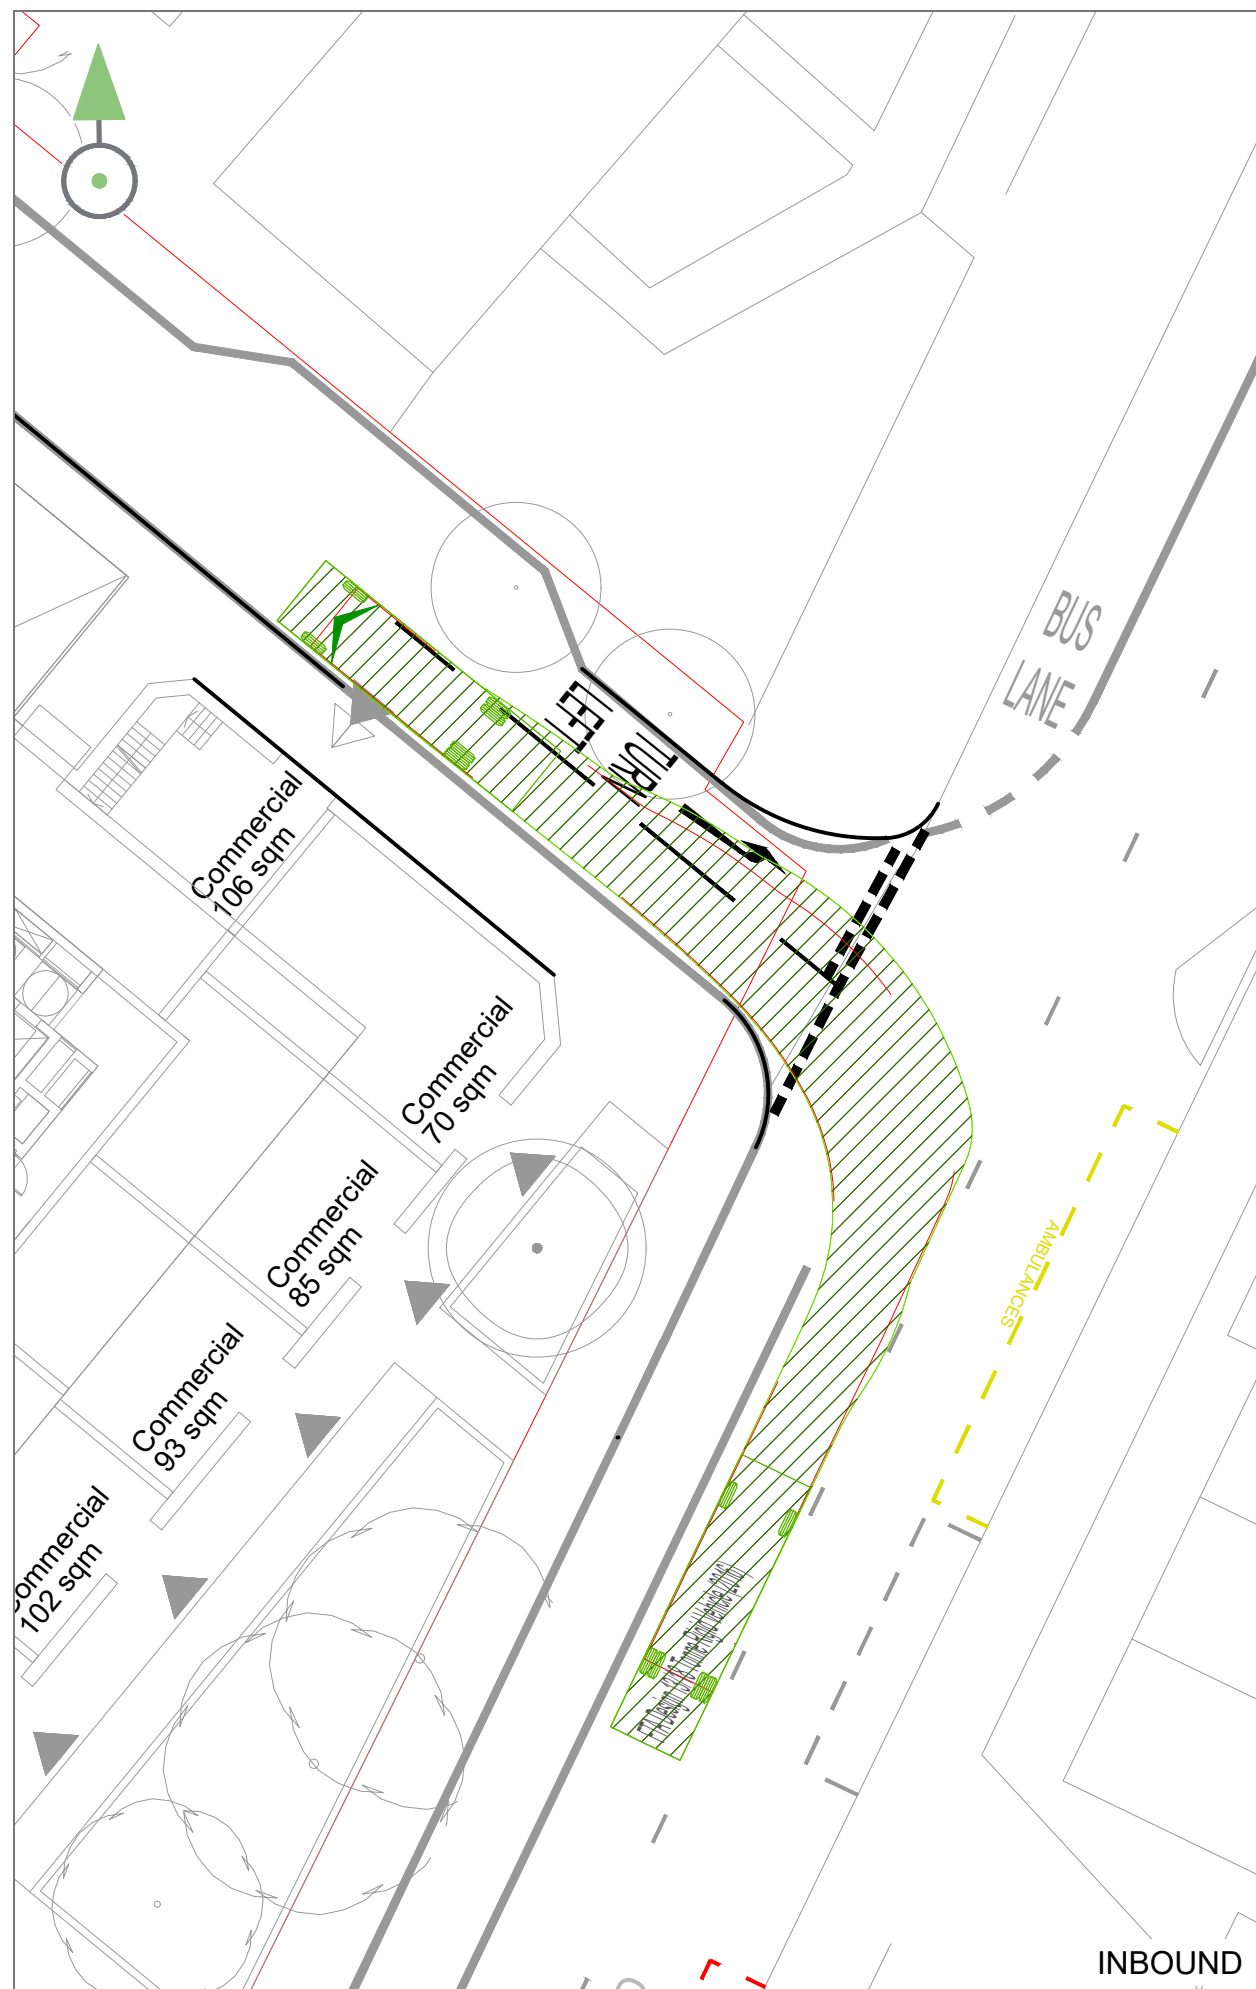 BUS
LANE
LEFT
TURN
Commercial
106 sqm
Commercial
70 sqm
Commercial
85 sqm
Commercial
93 sqm
ommercial
102 sqm
AMBULANCES
INBOUND